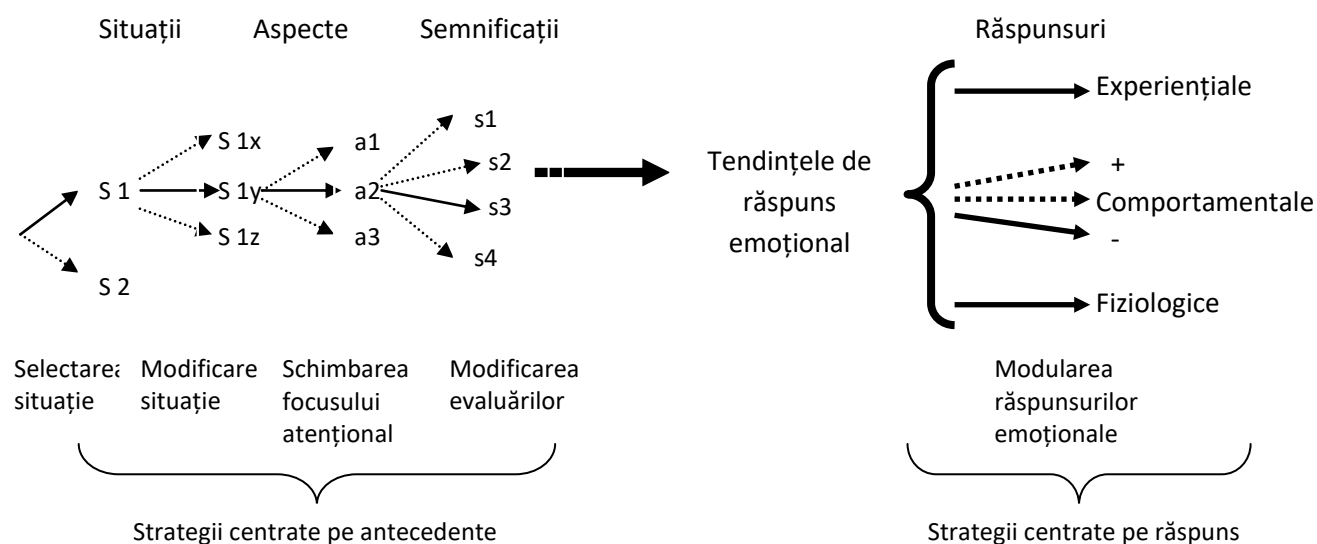 Situații Aspecte Semnificații Răspunsuri
Experiențiale
s1
S 1x a1
s2 Tendințele de +
S 1 S 1y a2 răspuns Comportamentale
s3 emoțional
S 1z a3 -
s4
S 2 Fiziologice
Selectarea Modificare Schimbarea Modificarea Modularea
situație situație focusului evaluărilor răspunsurilor
atențional emoționale
Strategii centrate pe antecedente Strategii centrate pe răspuns